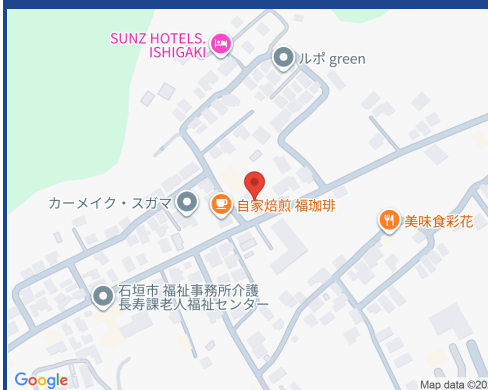 SUNZ HOTELS.
ISHIGAKI
ルポ green
カーメイク・スガマ
自家焙煎 福珈琲
美味食彩花
石垣市 福祉事務所介護
長寿課老人福祉センター
Google
Map data ©20